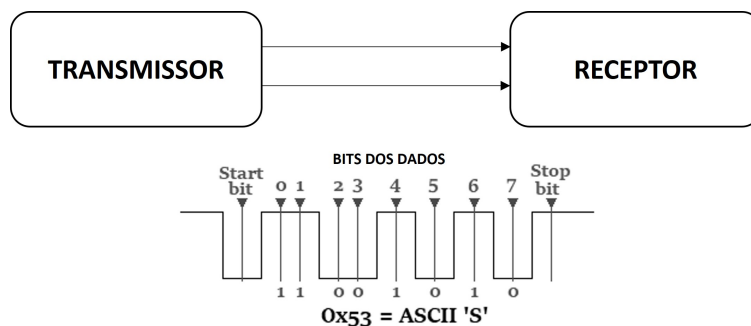 TRANSMISSOR RECEPTOR
BITS DOS DADOS
Start bit 0 1 2 3 4 5 6 7 Stop bit
1 1 0 0 1 0 1 0
0x53 = ASCII 'S'